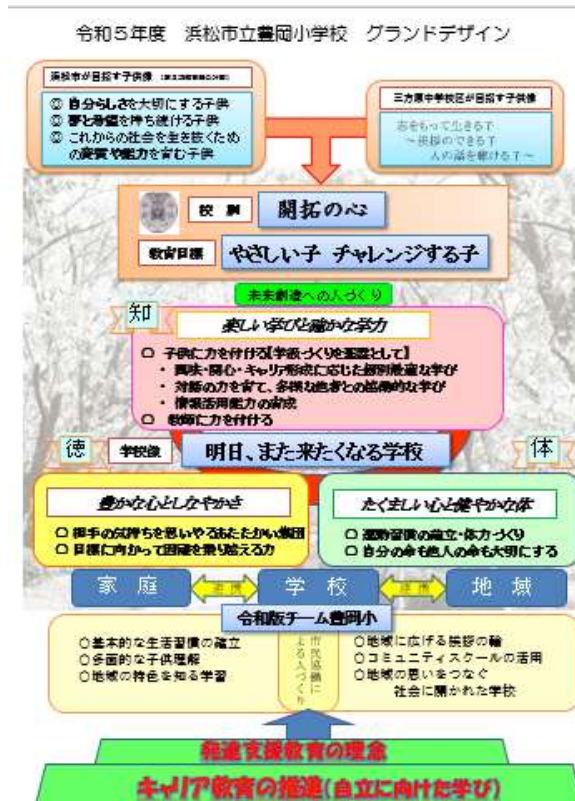 令和５年度　浜松市立豊岡小学校　グランドデザイン
浜松市が目指す子供像
三方原中学校区が目指す子供像
自分らしさを大切にする子供
夢と希望を持ち続ける子供
これからの社会を生き抜くための資質や能力を育む子供
志をもって生きる子
～挨拶のできる子
人の話を聴ける子～
校訓
開拓の心
教育目標
やさしい子 チャレンジする子
未来創造への人づくり
知
楽しい学びと確かな学力
○ 子供に力を付ける【学級づくりを基盤として】
・興味・関心・キャリア形成に応じた個別最適な学び
・対話の力を育て、多様な他者との協働的な学び
・情報活用能力の育成
○ 教師に力を付ける
徳
学校像
明日、また来たくなる学校
体
豊かな心としなやかさ
○ 相手の気持ちを思いやるあたたかい集団
○ 目標に向かって困難を乗り越える力
たくましい心と健やかな体
○ 運動習慣の確立・体力づくり
○ 自分の命も他人の命も大切にする
家庭
連携
学校
連携
地域
令和版チーム豊岡小
○基本的な生活習慣の確立
○多面的な子供理解
○地域の特色を知る学習
市民協働による人づくり
○地域に広げる挨拶の輪
○コミュニティスクールの活用
○地域の思いをつなぐ
社会に開かれた学校
発達支援教育の理念
キャリア教育の推進（自立に向けた学び）